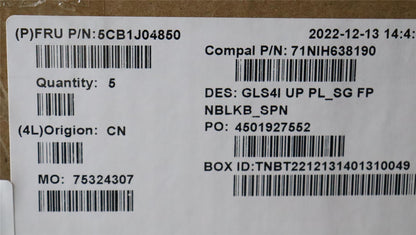 (P)FRU P/N:5CB1J04850
2022-12-13 14:4
Compal P/N: 71NIH638190
Quantity: 5
DES: GLS4I UP PL_SG FP
NBLKB_SPN
(4L)Origion: CN
PO: 4501927552
BOX ID:TNBT2212131401310049
MO: 75324307